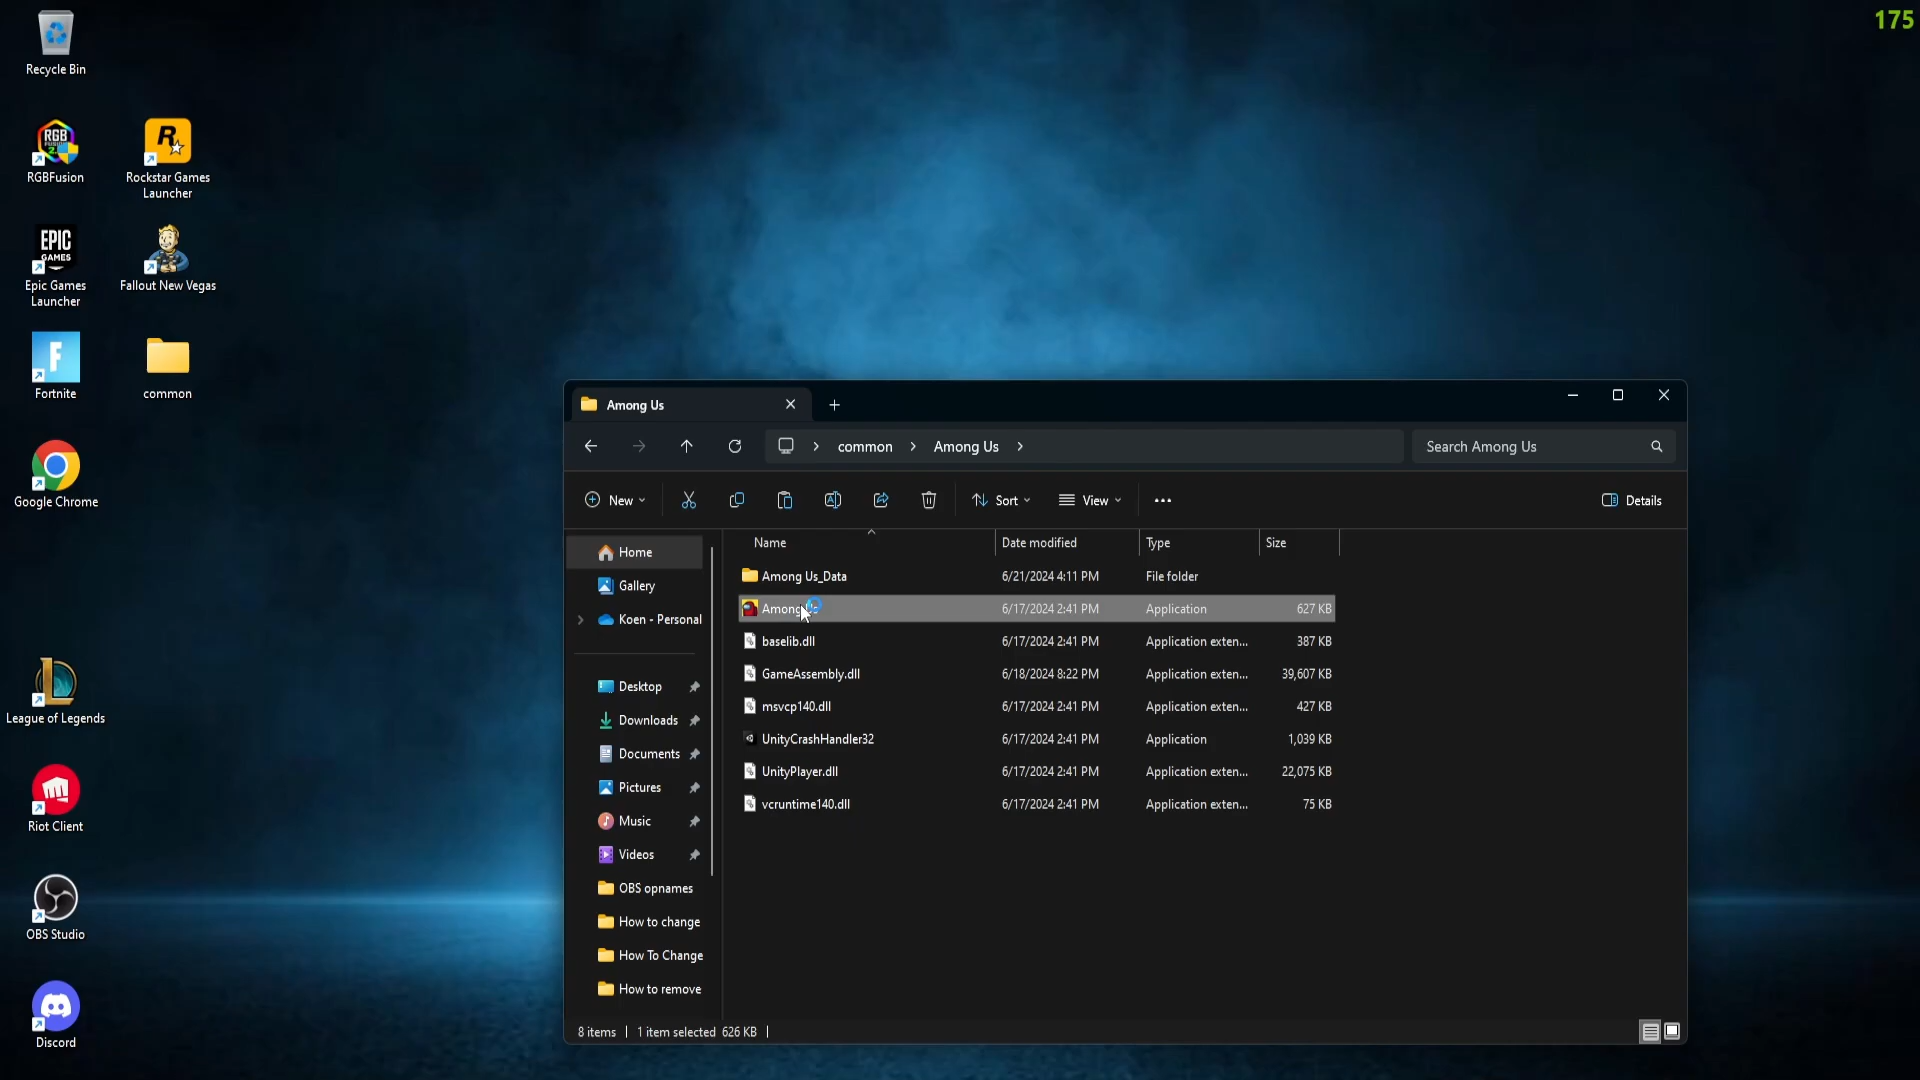 175
Recycle Bin
RGB
FUSION
2.
RGBFusion
R
Rockstar Games
Launcher
EPIC
GAMES
Epic Games
Launcher
Fallout New Vegas
F
Fortnite
common
Google Chrome
L
League of Legends
Riot Client
OBS Studio
Discord
Among Us
common
Among Us
Search Among Us
New
Sort
View
Details
Name
Date modified
Type
Size
Home
Gallery
Koen - Personal
Desktop
Downloads
Documents
Pictures
Music
Videos
OBS opnames
How to change
How To Change
How to remove
Among Us_Data 6/21/2024 4:11 PM File folder
Among 6/17/2024 2:41 PM Application 627 KB
baselib.dll 6/17/2024 2:41 PM Application exten... 387 KB
GameAssembly.dll 6/18/2024 8:22 PM Application exten... 39,607 KB
msvcp140.dll 6/17/2024 2:41 PM Application exten... 427 KB
UnityCrashHandler32 6/17/2024 2:41 PM Application 1,039 KB
UnityPlayer.dll 6/17/2024 2:41 PM Application exten... 22,075 KB
vcruntime140.dll 6/17/2024 2:41 PM Application exten... 75 KB
8 items 1 item selected 626 KB